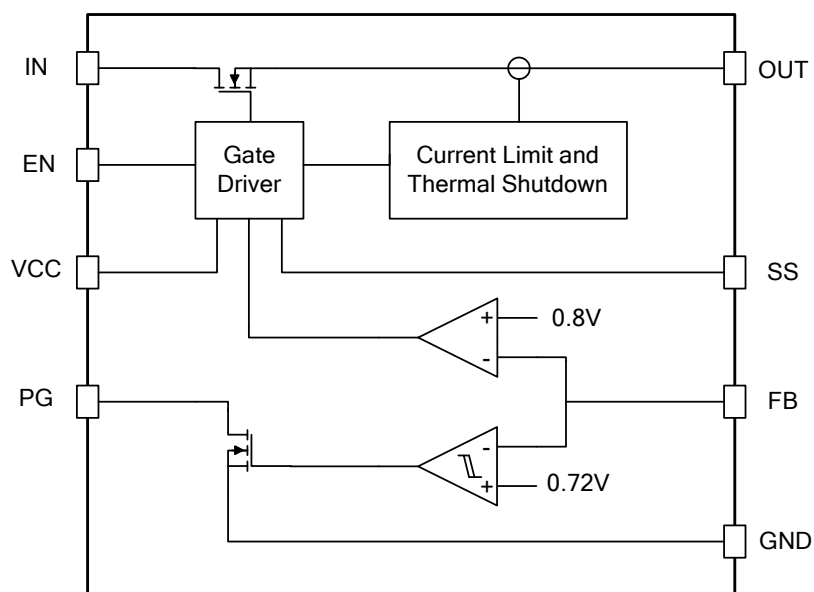 IN
OUT
EN
Gate
Driver
Current Limit and
Thermal Shutdown
VCC
SS
+
0.8V
-
PG
FB
-
+
0.72V
GND